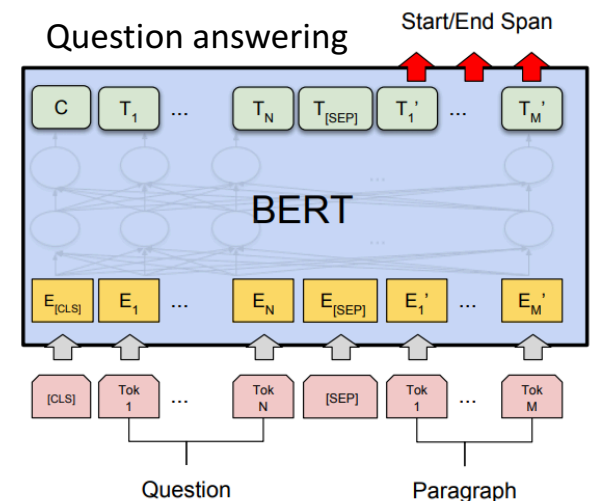 Question answering
Start/End Span
C T1 ... TN T[SEP] T1' ... TM'
...
BERT
...
E[CLS] E1 ... EN E[SEP] E1' ... EM'
[CLS] Tok 1 ... Tok N [SEP] Tok 1 ... Tok M
Question Paragraph